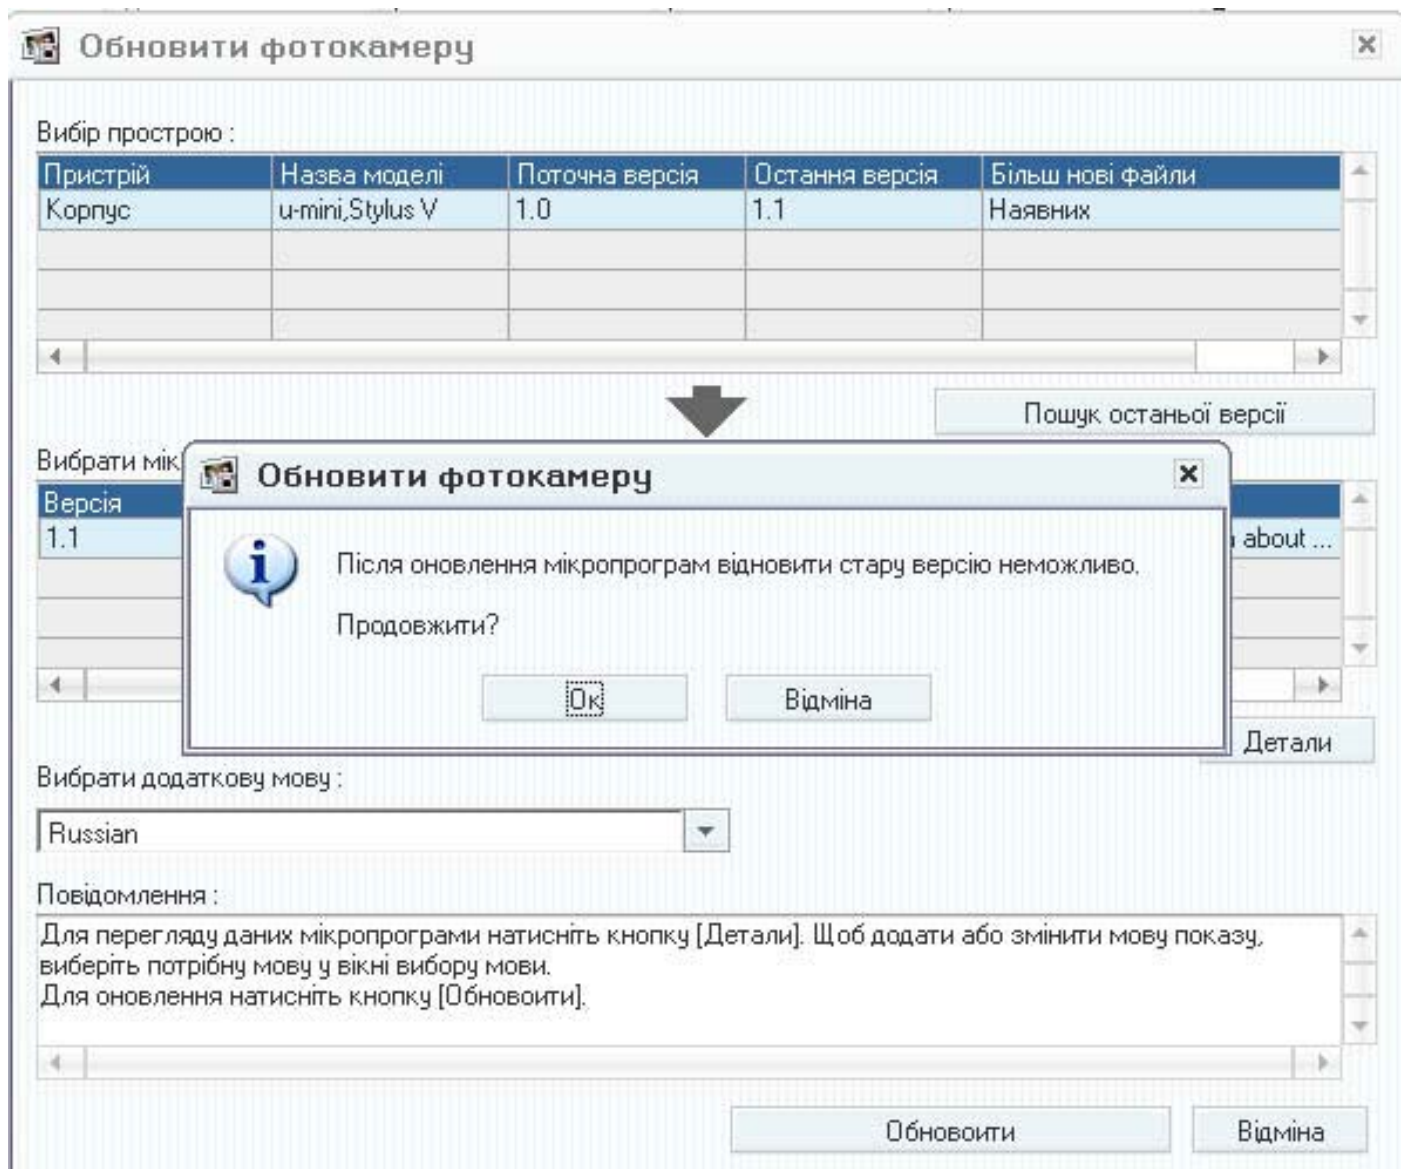 Обновити фотокамеру
Вибір прострою :
Пристрій Назва моделі Поточна версія Остання версія Більш нові файли
Корпус u-mini,Stylus V 1.0 1.1 Наявних
Пошук останьої версії
Вибрати мік
Версія
1.1 about ...
Обновити фотокамеру
Після оновлення мікропрограм відновити стару версію неможливо.
Продовжити?
Ок Відміна
Детали
Вибрати додаткову мову :
Russian
Повідомлення :
Для перегляду даних мікропрограми натисніть кнопку [Детали]. Щоб додати або змінити мову показу,
виберіть потрібну мову у вікні вибору мови.
Для оновлення натисніть кнопку [Обновоити].
Обновоити Відміна